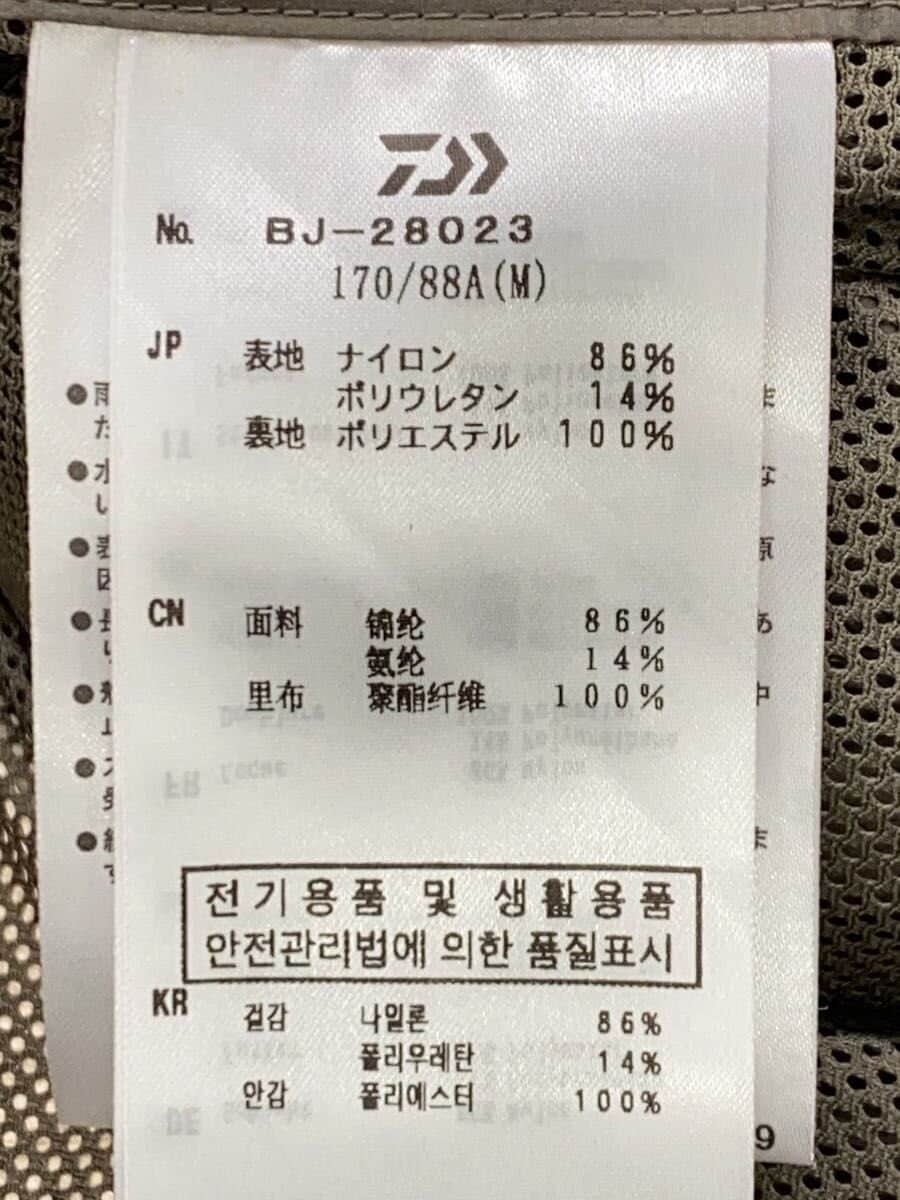 No. BJ-28023
170/88A(M)
JP 表地 ナイロン 86%
ポリウレタン 14%
裏地 ポリエステル 100%
CN 面料 锦纶 86%
氨纶 14%
里布 聚酯纤维 100%
전기용품 및 생활용품
안전관리법에 의한 품질표시
KR 겉감 나일론 86%
폴리우레탄 14%
안감 폴리에스터 100%
9